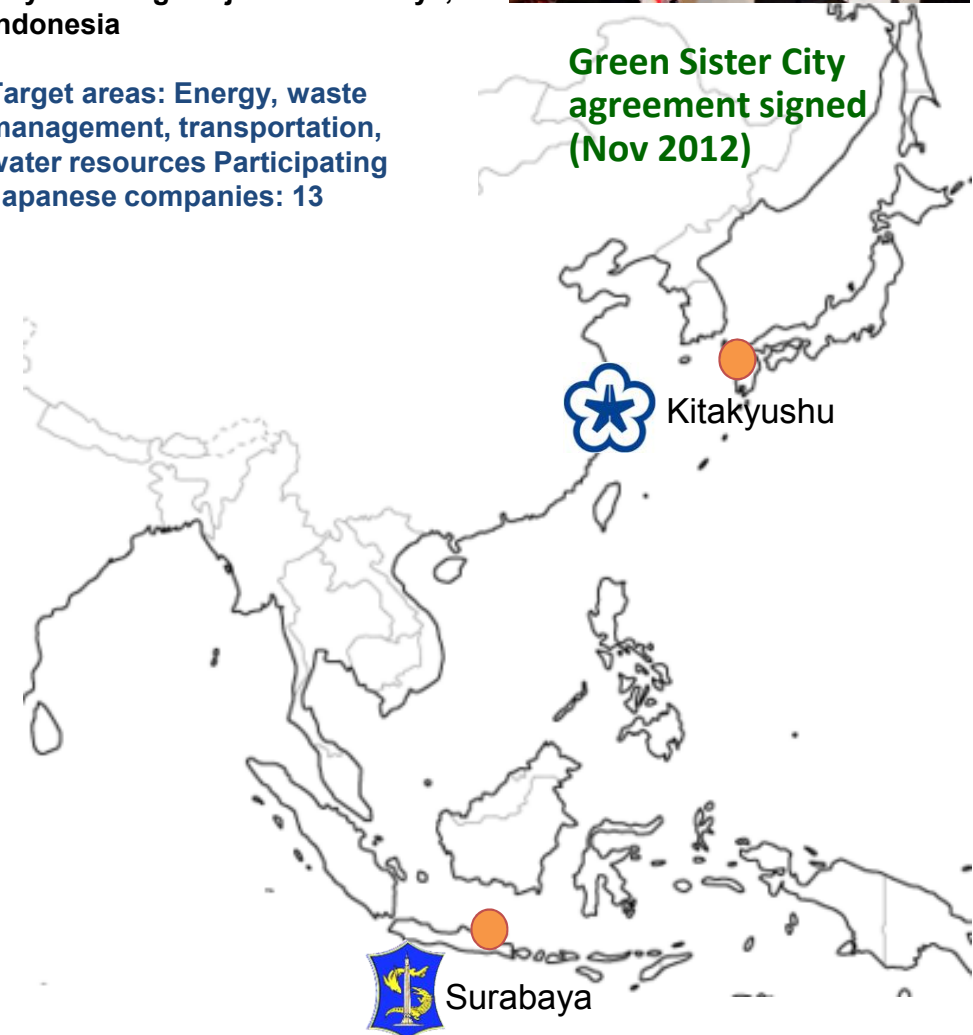 Indonesia
Target areas: Energy, waste
management, transportation,
water resources Participating
Japanese companies: 13
Green Sister City
agreement signed
(Nov 2012)
Kitakyushu
Surabaya